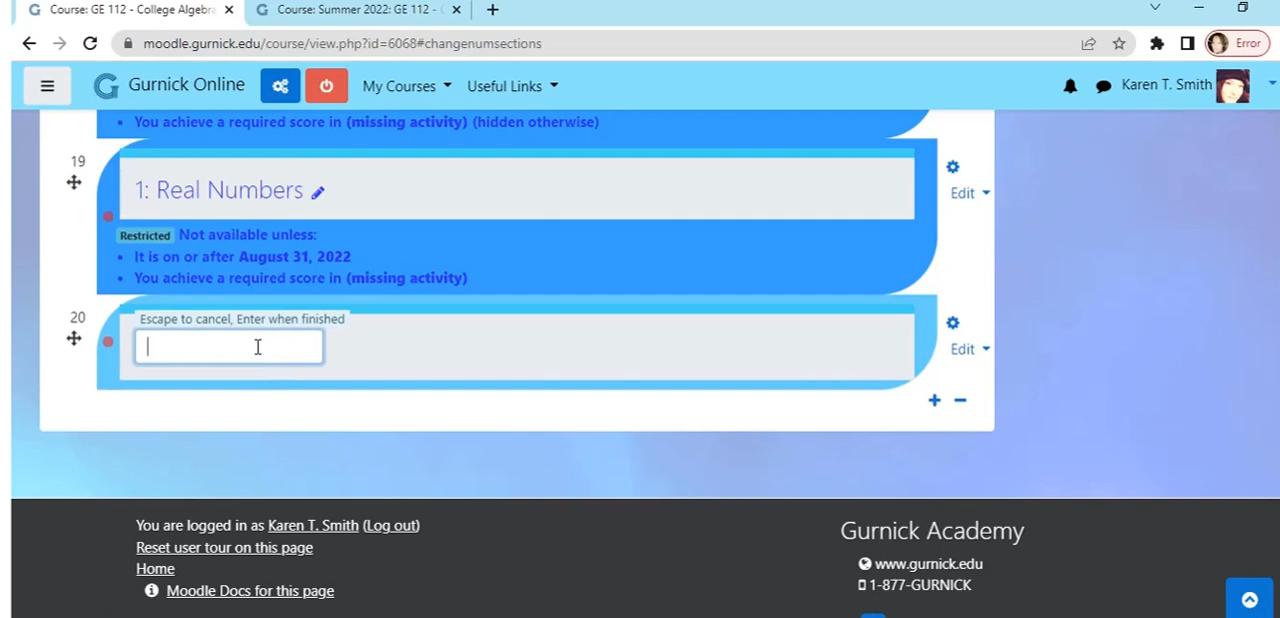 Course: GE 112 - College Algebra
Course: Summer 2022: GE 112 -
moodle.gurnick.edu/course/view.php?id=6068#changenumsections
Error
Gurnick Online
My Courses
Useful Links
Karen T. Smith
You achieve a required score in (missing activity) (hidden otherwise)
19
1: Real Numbers
Edit
Restricted Not available unless:
It is on or after August 31, 2022
You achieve a required score in (missing activity)
20
Escape to cancel, Enter when finished
Edit
You are logged in as Karen T. Smith (Log out)
Reset user tour on this page
Home
Moodle Docs for this page
Gurnick Academy
www.gurnick.edu
1-877-GURNICK